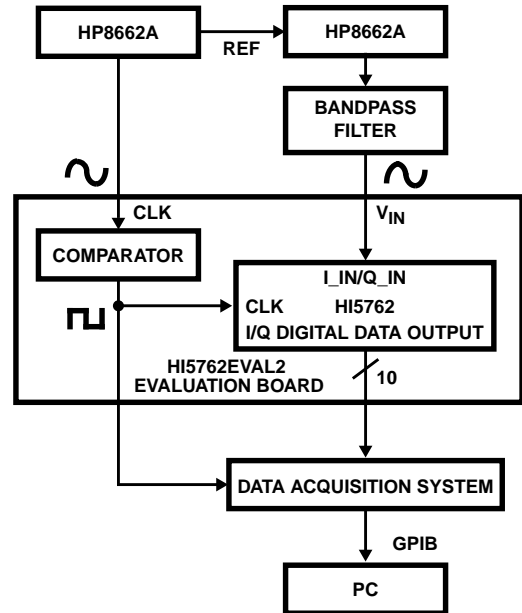 HP8662A
REF
HP8662A
BANDPASS
FILTER
CLK
VIN
COMPARATOR
I_IN/Q_IN
CLK HI5762
I/Q DIGITAL DATA OUTPUT
HI5762EVAL2
EVALUATION BOARD
10
DATA ACQUISITION SYSTEM
GPIB
PC